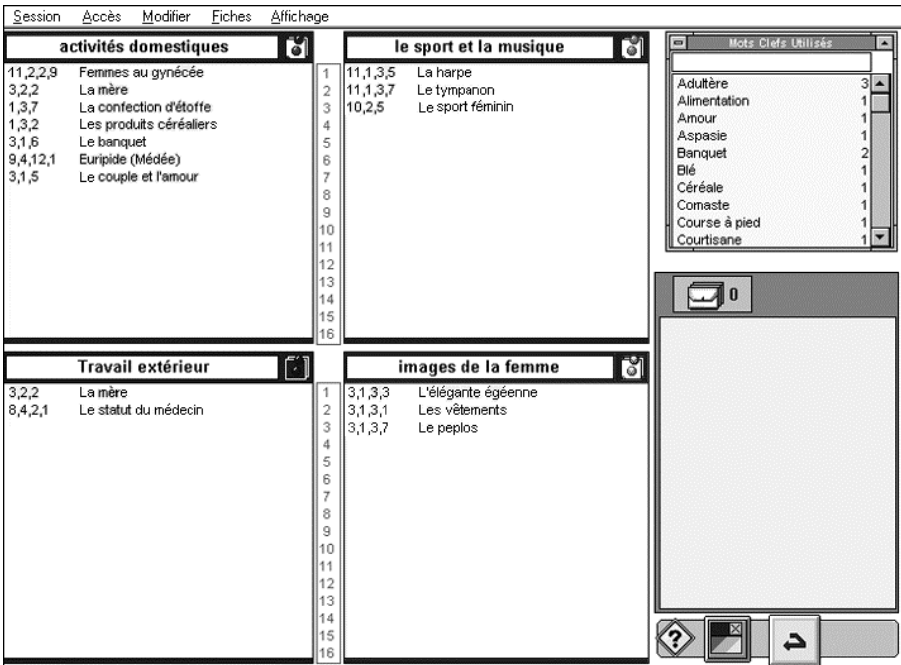 Session Accès Modifier Fiches Affichage
activités domestiques
11,2,2,9 Femmes au gynécée
3,2,2 La mère
1,3,7 La confection d'étoffe
1,3,2 Les produits céréaliers
3,1,6 Le banquet
9,4,12,1 Euripide (Médée)
3,1,5 Le couple et l'amour
1
2
3
4
5
6
7
8
9
10
11
12
13
14
15
16
le sport et la musique
11,1,3,5 La harpe
11,1,3,7 Le tympanon
10,2,5 Le sport féminin
Mots Clefs Utilisés
Adultère 3
Alimentation 1
Amour 1
Aspasie 1
Banquet 2
Blé 1
Céréale 1
Comaste 1
Course à pied 1
Courtisane 1
0
Travail extérieur
3,2,2 La mère
8,4,2,1 Le statut du médecin
1
2
3
4
5
6
7
8
9
10
11
12
13
14
15
16
images de la femme
3,1,3,3 L'élégante égéenne
3,1,3,1 Les vêtements
3,1,3,7 Le peplos
?